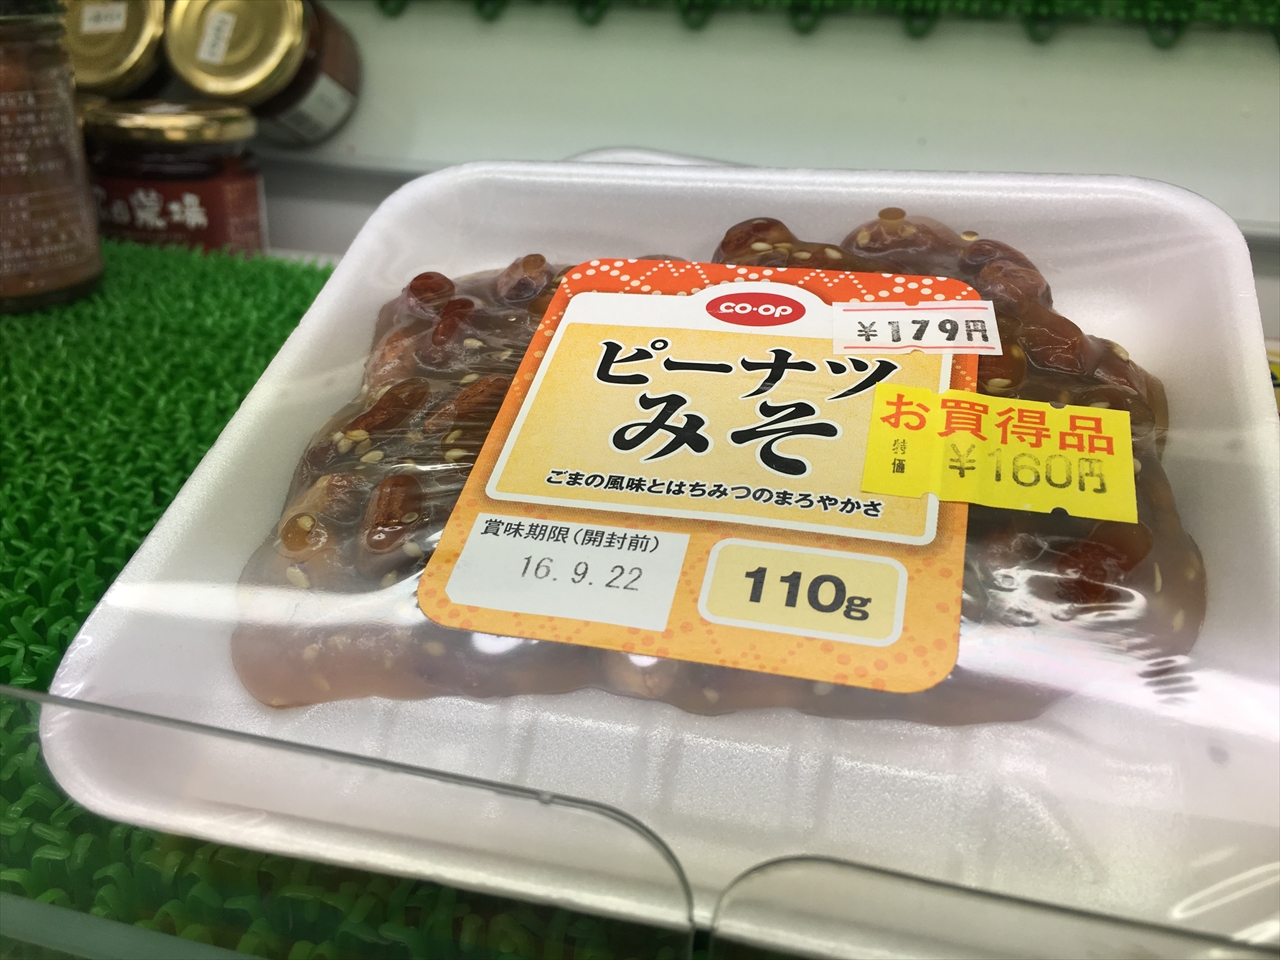 農場
CO·OP
¥179円
ピーナツ
みそ
お買得品
特価 ¥160円
ごまの風味とはちみつのまろやかさ
賞味期限(開封前)
16.9.22
110g